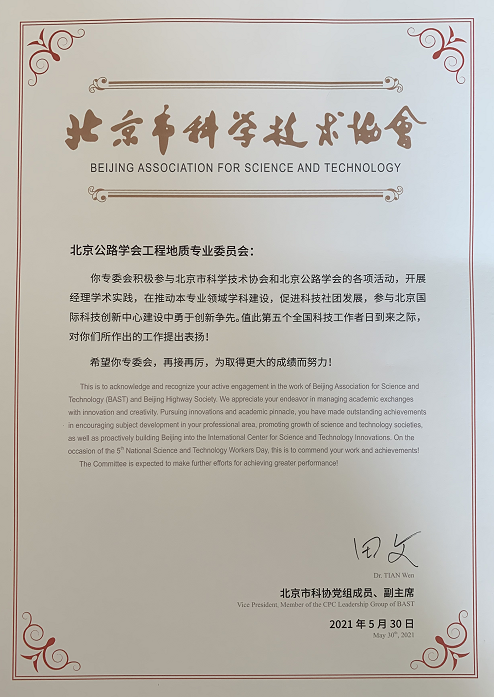 北京市科学技术协會
BEIJING ASSOCIATION FOR SCIENCE AND TECHNOLOGY
北京公路学会工程地质专业委员会：
你专委会积极参与北京市科学技术协会和北京公路学会的各项活动，开展
经理学术实践，在推动本专业领域学科建设，促进科技社团发展，参与北京国
际科技创新中心建设中勇于创新争先。值此第五个全国科技工作者日到来之际，
对你们所作出的工作提出表扬！
希望你专委会，再接再厉，为取得更大的成绩而努力！
This is to acknowledge and recognize your active engagement in the work of Beijing Association for Science and
Technology (BAST) and Beijing Highway Society. We appreciate your endeavor in managing academic exchanges
with innovation and creativity. Pursuing innovations and academic pinnacle, you have made outstanding achievements
in encouraging subject development in your professional area, promoting growth of science and technology societies,
as well as proactively building Beijing into the International Center for Science and Technology Innovations. On the
occasion of the 5th National Science and Technology Workers Day, this is to commend your work and achievements!
The Committee is expected to make further efforts for achieving greater performance!
田文
Dr. TIAN Wen
北京市科协党组成员、副主席
Vice President, Member of the CPC Leadership Group of BAST
2021 年 5 月 30 日
May 30th, 2021